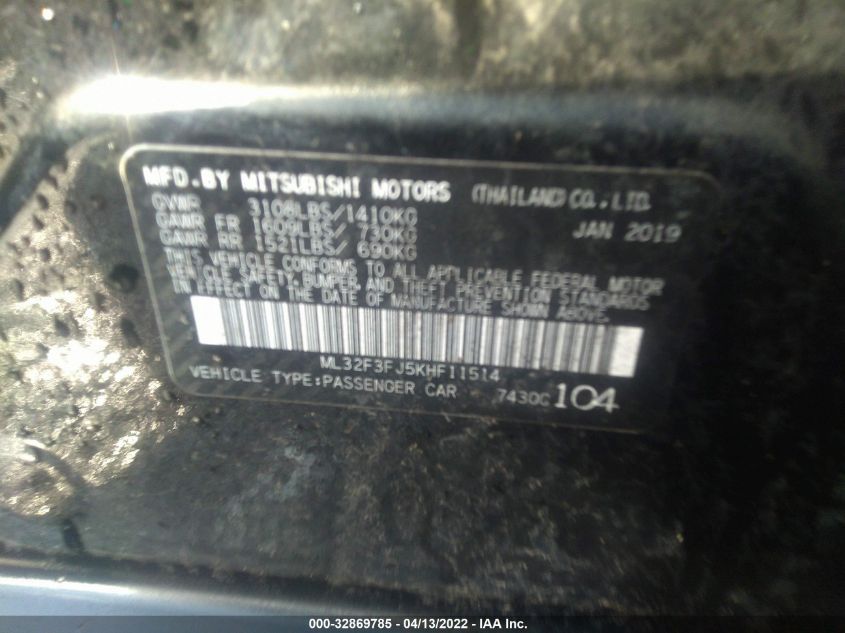 MFD.BY MITSUBISHI MOTORS (THAILAND)CO.,LTD.
GVWR 3108LBS/1410KG JAN 2019
GAWR FR 1609LBS/ 730KG
GAWR RR 1521LBS/ 690KG
THIS VEHICLE CONFORMS TO ALL APPLICABLE FEDERAL MOTOR
VEHICLE SAFETY, BUMPER, AND THEFT PREVENTION STANDARDS
IN EFFECT ON THE DATE OF MANUFACTURE SHOWN ABOVE.
ML32F3FJ5KHF11514
VEHICLE TYPE:PASSENGER CAR 7430C 104
000-32869785 - 04/13/2022 - IAA Inc.